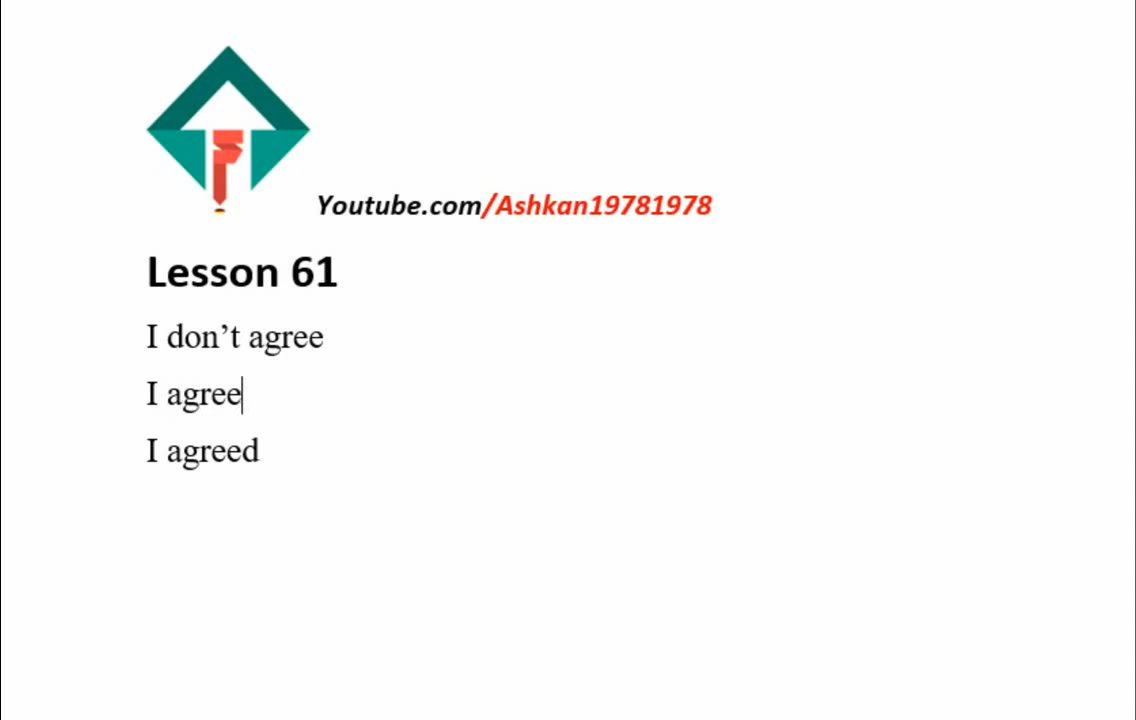 Youtube.com/Ashkan19781978
Lesson 61
I don’t agree
I agree
I agreed